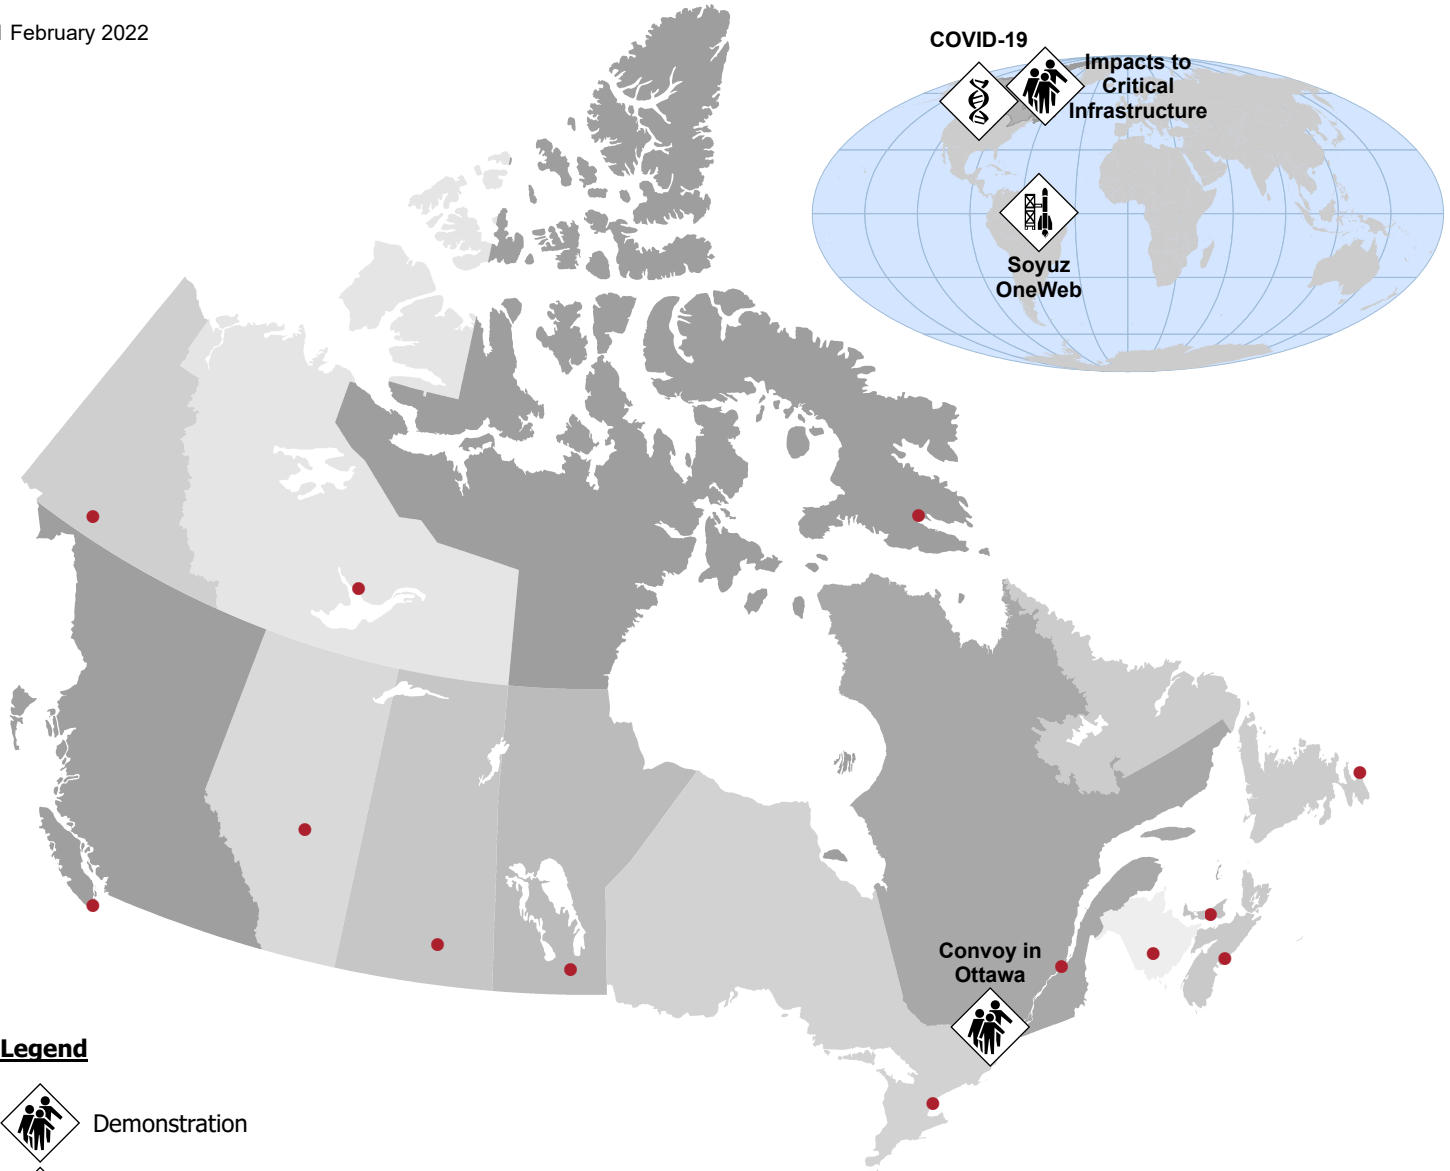 February 2022
COVID-19
Impacts to
Critical
Infrastructure
Soyuz
OneWeb
Convoy in
Ottawa
Legend
Demonstration